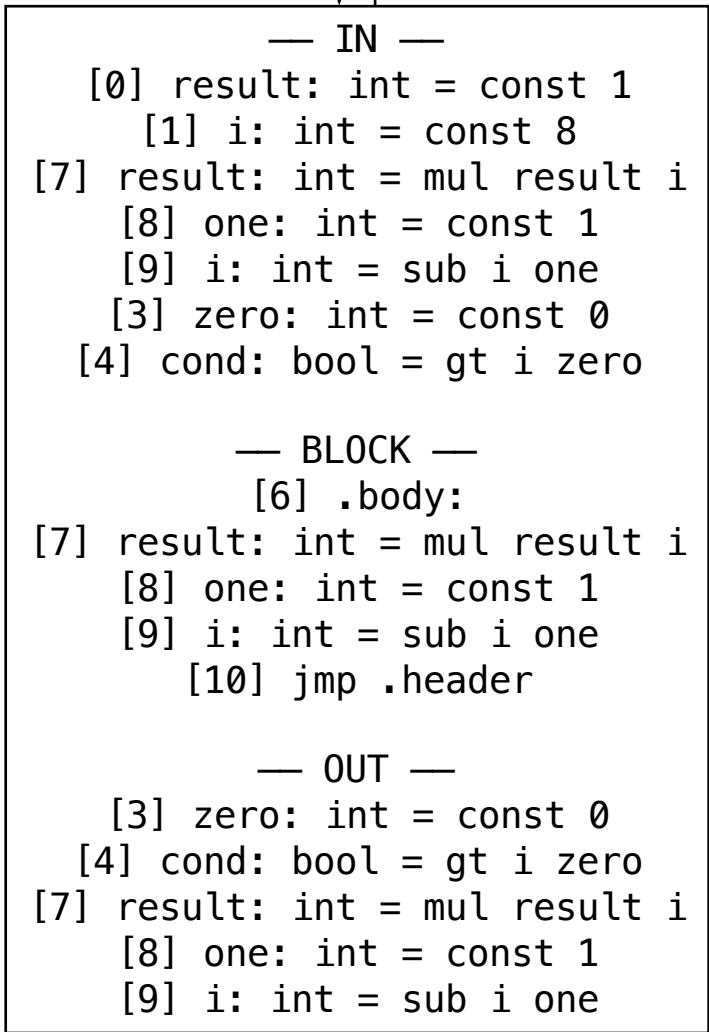 — IN —
[0] result: int = const 1
[1] i: int = const 8
[7] result: int = mul result i
[8] one: int = const 1
[9] i: int = sub i one
[3] zero: int = const 0
[4] cond: bool = gt i zero
— BLOCK —
[6] .body:
[7] result: int = mul result i
[8] one: int = const 1
[9] i: int = sub i one
[10] jmp .header
— OUT —
[3] zero: int = const 0
[4] cond: bool = gt i zero
[7] result: int = mul result i
[8] one: int = const 1
[9] i: int = sub i one